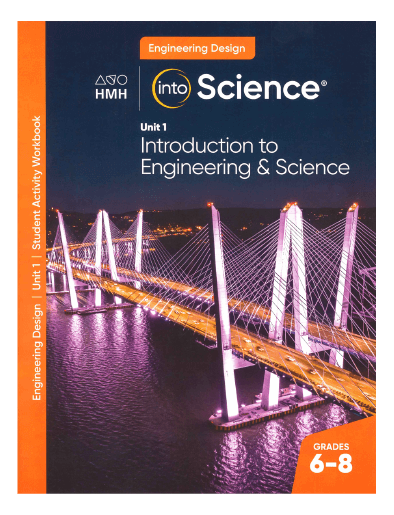 Engineering Design
HMH
into Science®
Unit 1
Introduction to
Engineering & Science
Engineering Design | Unit 1 | Student Activity Workbook
GRADES
6–8